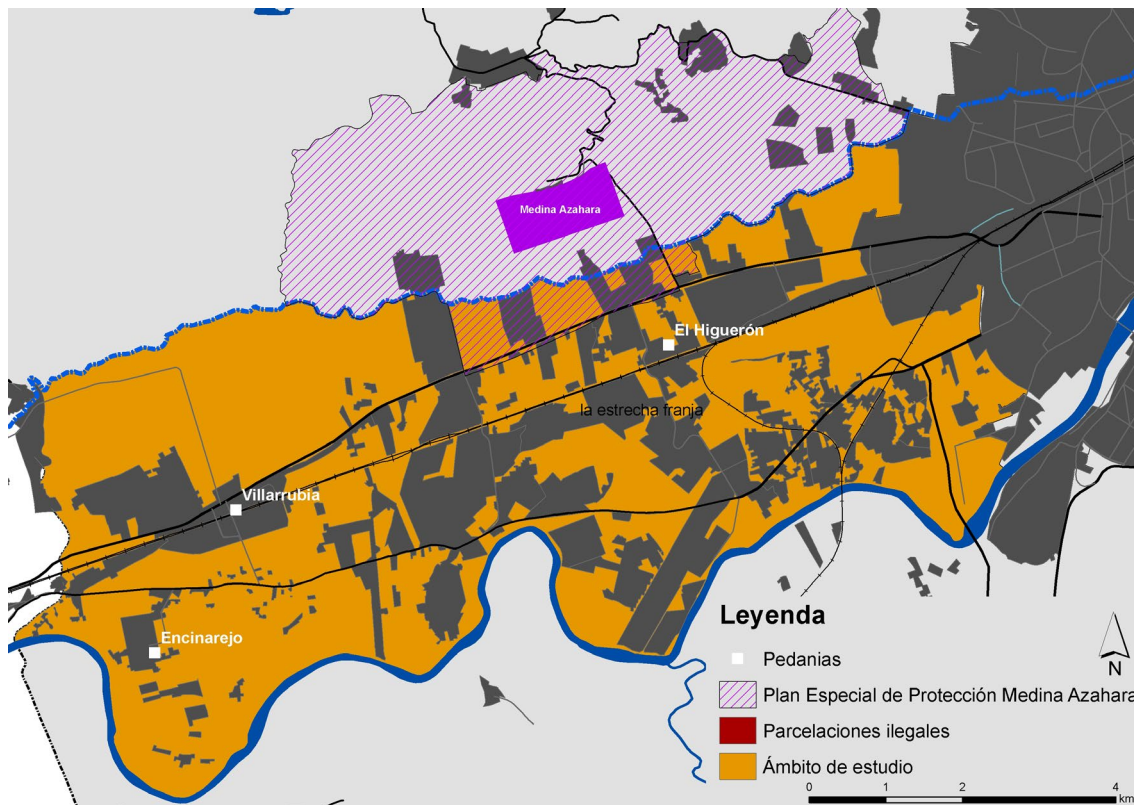 Medina Azahara
El Higuerón
la estrecha franja
Villarrubia
Encinarejo
Leyenda
Pedanias
Plan Especial de Protección Medina Azahara
Parcelaciones ilegales
Ámbito de estudio
N
0 1 2 4
km